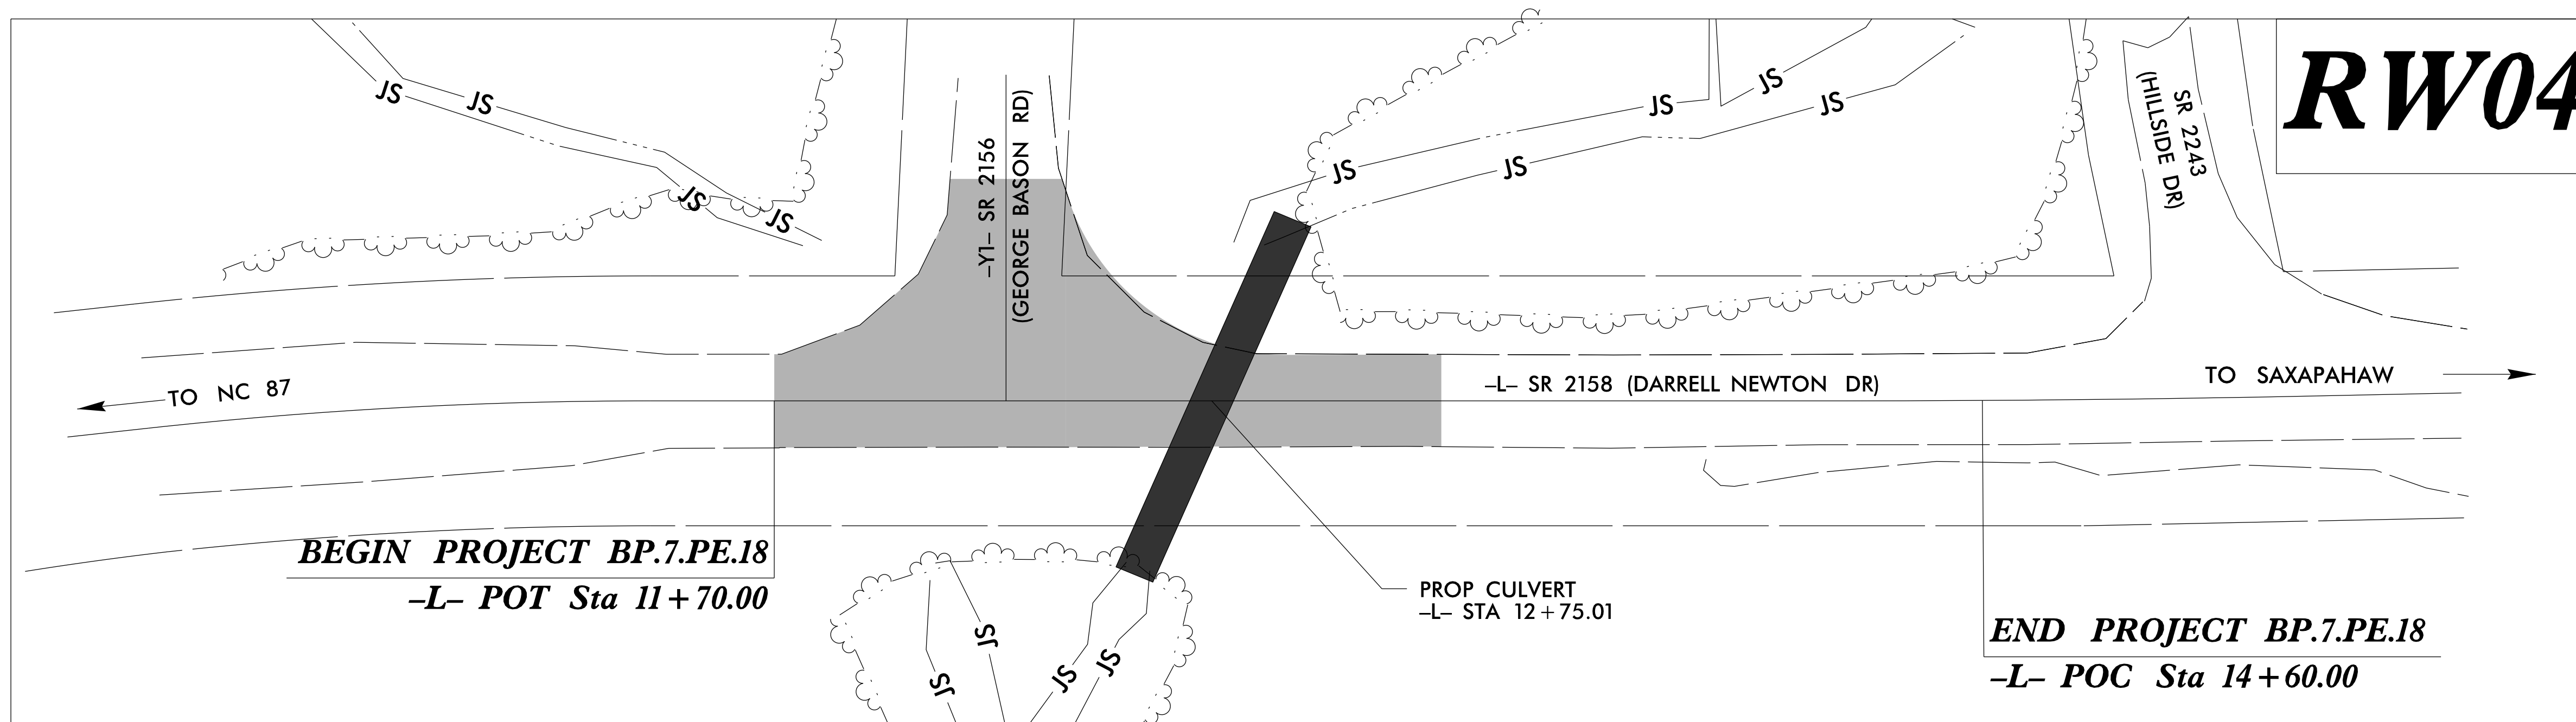 RW04
JS
JS
JS
JS
JS
JS
JS
JS
JS
–Y1– SR 2156
(GEORGE BASON RD)
SR 2243
(HILLSIDE DR)
TO NC 87
–L– SR 2158 (DARRELL NEWTON DR)
TO SAXAPAHAW
BEGIN PROJECT BP.7.PE.18
–L– POT Sta 11+70.00
PROP CULVERT
–L– STA 12+75.01
END PROJECT BP.7.PE.18
–L– POC Sta 14+60.00
JS
JS
JS
JS